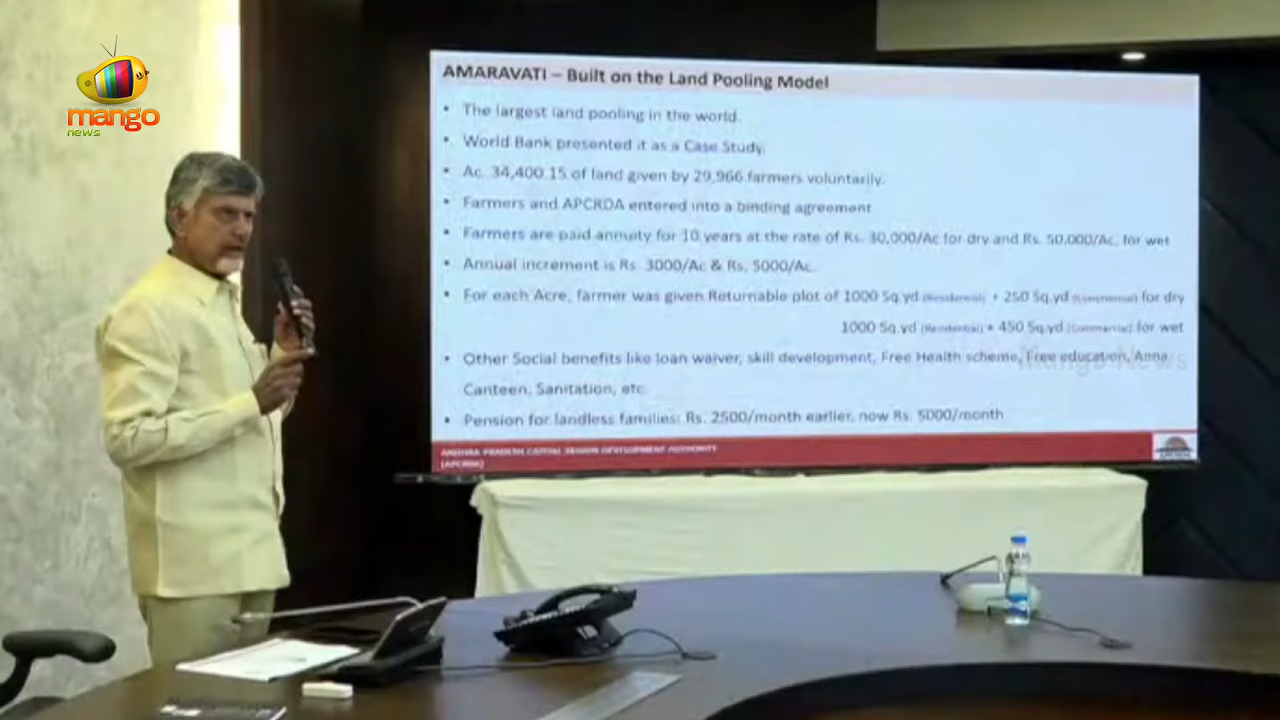 mango
news
AMARAVATI – Built on the Land Pooling Model
• The largest land pooling in the world.
• World Bank presented it as a Case Study.
• Ac. 34,400.15 of land given by 29,966 farmers voluntarily.
• Farmers and APCRDA entered into a binding agreement
• Farmers are paid annuity for 10 years at the rate of Rs. 30,000/Ac for dry and Rs. 50,000/Ac. for wet
• Annual increment is Rs. 3000/Ac & Rs. 5000/Ac.
• For each Acre, farmer was given Returnable plot of 1000 Sq.yd (Residential) + 250 Sq.yd (Commercial) for dry
1000 Sq.yd (Residential) + 450 Sq.yd (Commercial) for wet
• Other Social benefits like loan waiver, skill development, Free Health scheme, Free education, Anna
Canteen, Sanitation, etc.
Mango News
• Pension for landless families: Rs. 2500/month earlier, now Rs. 5000/month
ANDHRA PRADESH CAPITAL REGION DEVELOPMENT AUTHORITY
(APCRDA)
APCRDA